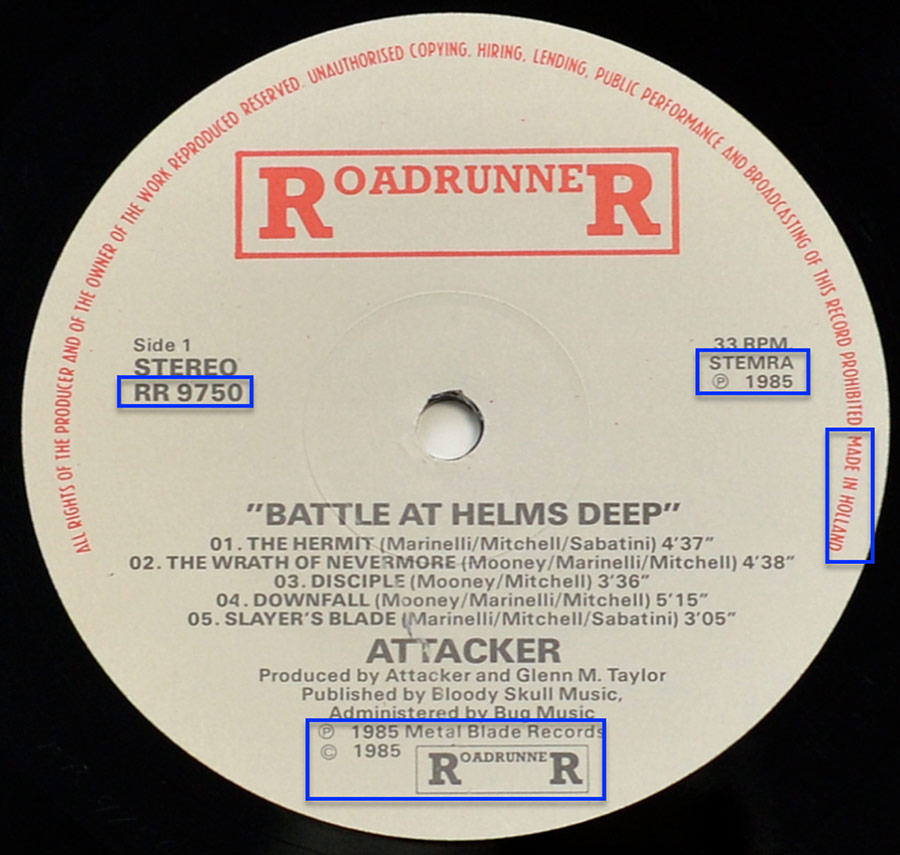 ALL RIGHTS OF THE PRODUCER AND OF THE OWNER OF THE WORK REPRODUCED RESERVED. UNAUTHORISED COPYING. HIRING, LENDING, PUBLIC PERFORMANCE AND BROADCASTING OF THIS RECORD PROHIBITED MADE IN HOLLAND
ROADRUNNER
Side 1
STEREO
RR 9750
33 RPM.
STEMRA
℗ 1985
"BATTLE AT HELMS DEEP"
01. THE HERMIT (Marinelli/Mitchell/Sabatini) 4'37"
02. THE WRATH OF NEVERMORE (Mooney/Marinelli/Mitchell) 4'38"
03. DISCIPLE (Mooney/Mitchell) 3'36"
04. DOWNFALL (Mooney/Marinelli/Mitchell) 5'15"
05. SLAYER'S BLADE (Marinelli/Mitchell/Sabatini) 3'05"
ATTACKER
Produced by Attacker and Glenn M. Taylor
Published by Bloody Skull Music,
Administered by Bug Music
℗ 1985 Metal Blade Records
© 1985 ROADRUNNER